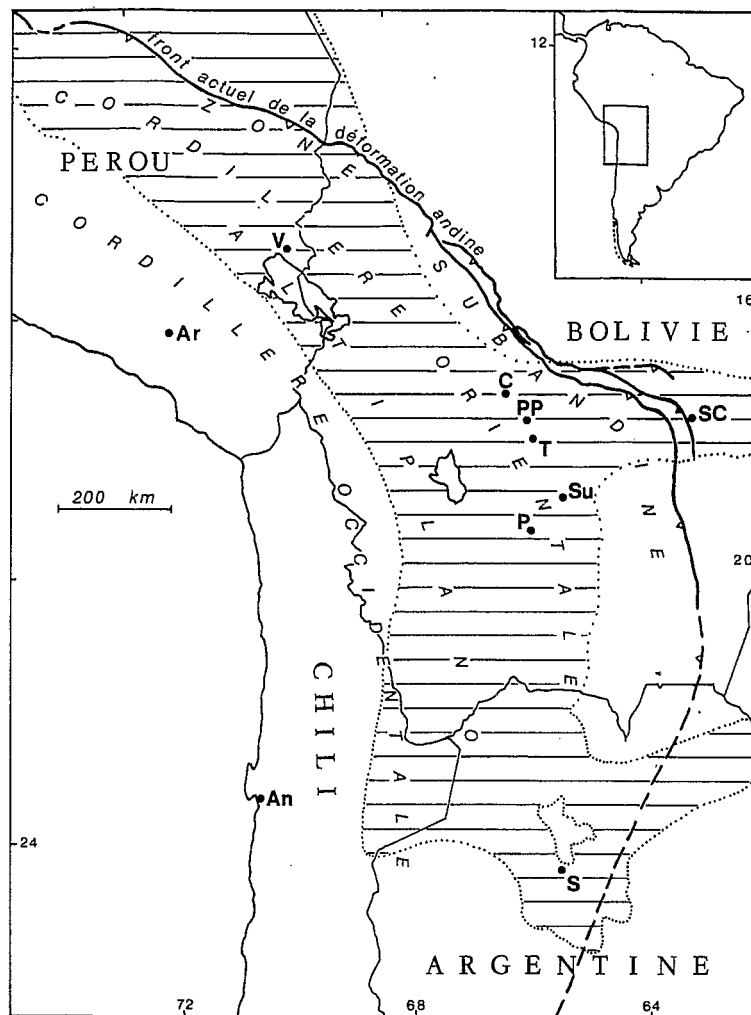 12
front actuel de la déformation andine
CORDILLERE ORIENTALE
ZONE SUBANDINE
PEROU
CORDILLERE OCCIDENTALE
ALTIPLANO
V
Ar
16
BOLIVIE
C
PP
SC
T
200 km
Su
P
20
CHILI
An
24
S
ARGENTINE
72
68
64